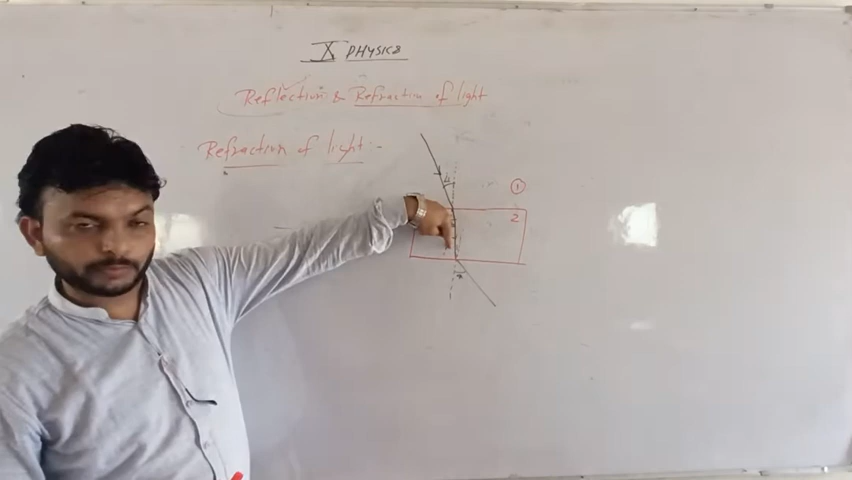 X PHYSICS
Reflection & Refraction of light
Refraction of light:-
1
2